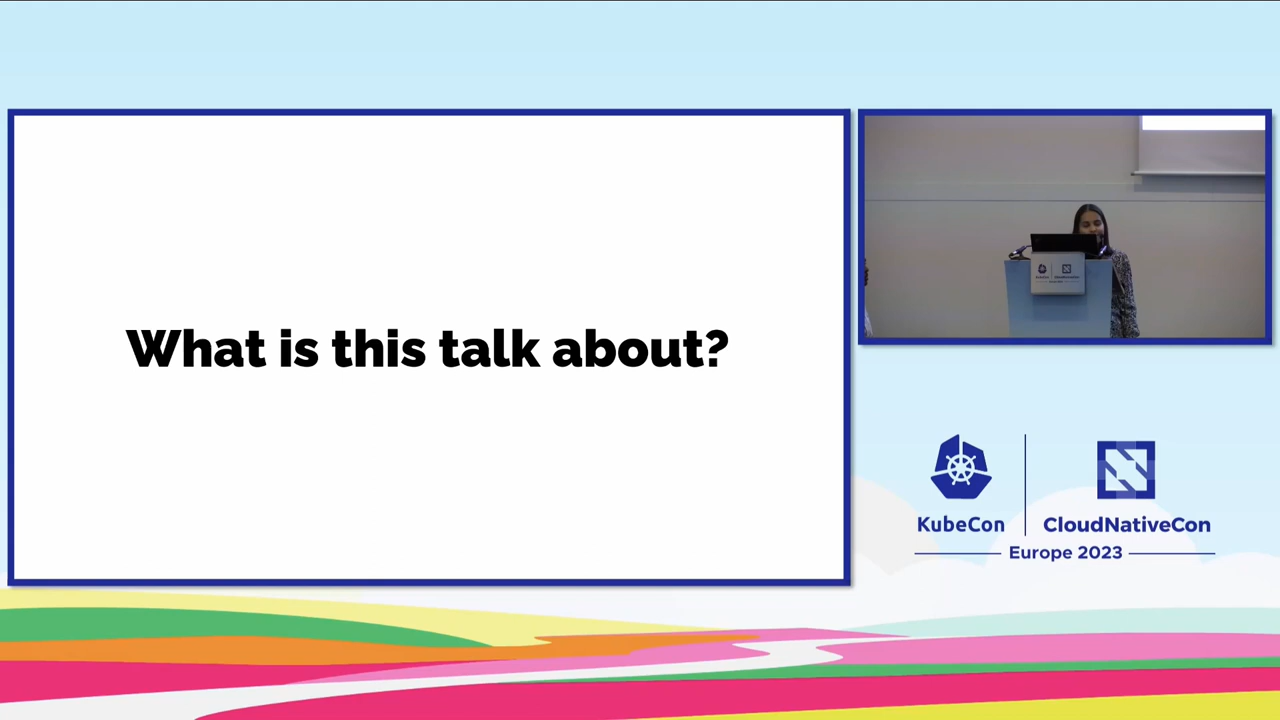 What is this talk about?
KubeCon
CloudNativeCon
Europe 2023